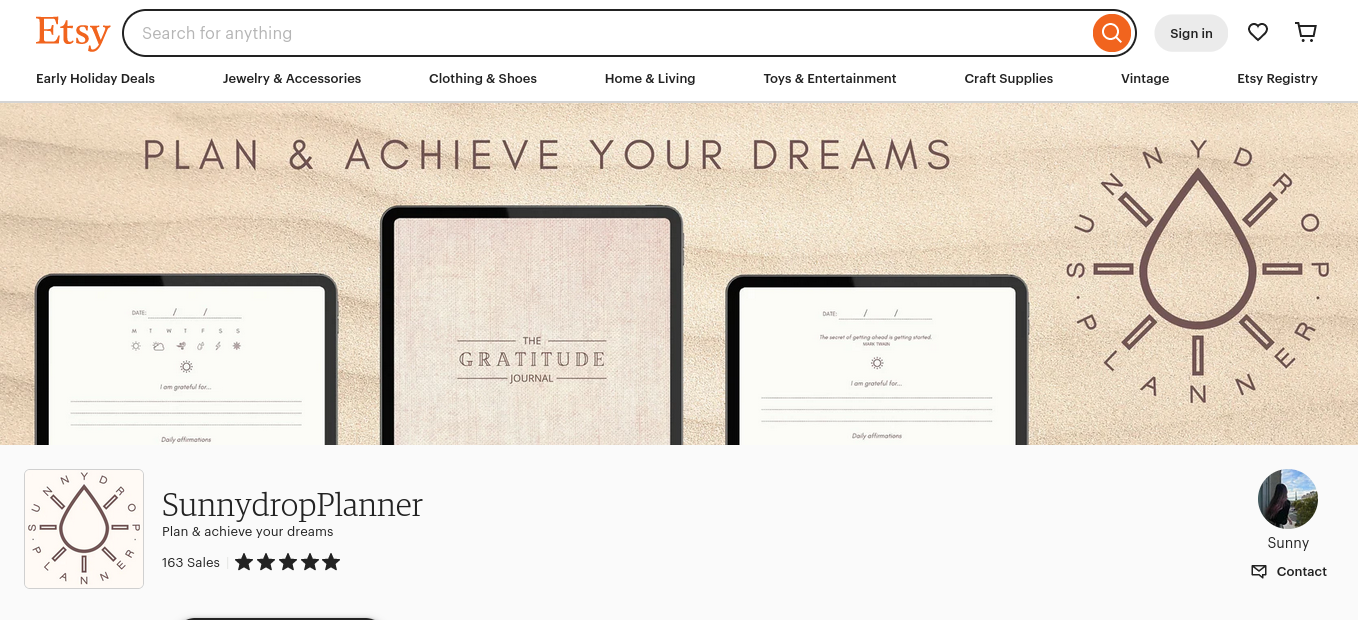 Etsy
Search for anything
Sign in
Early Holiday Deals
Jewelry & Accessories
Clothing & Shoes
Home & Living
Toys & Entertainment
Craft Supplies
Vintage
Etsy Registry
PLAN & ACHIEVE YOUR DREAMS
SUNNYDROP
·PLANNER·
DATE: / /
M T W T F S S
I am grateful for...
Daily affirmations
THE
GRATITUDE
JOURNAL
DATE: / /
The secret of getting ahead is getting started.
MARK TWAIN
I am grateful for...
Daily affirmations
SUNNYDROP
·PLANNER·
SunnydropPlanner
Plan & achieve your dreams
163 Sales
Sunny
Contact